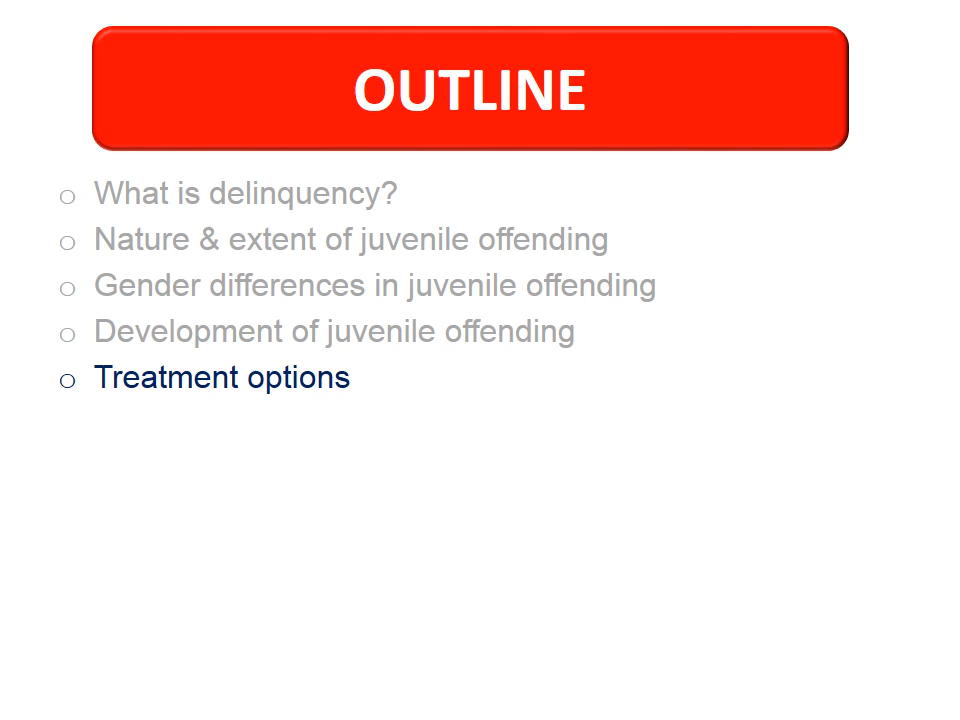 OUTLINE
What is delinquency?
Nature & extent of juvenile offending
Gender differences in juvenile offending
Development of juvenile offending
Treatment options